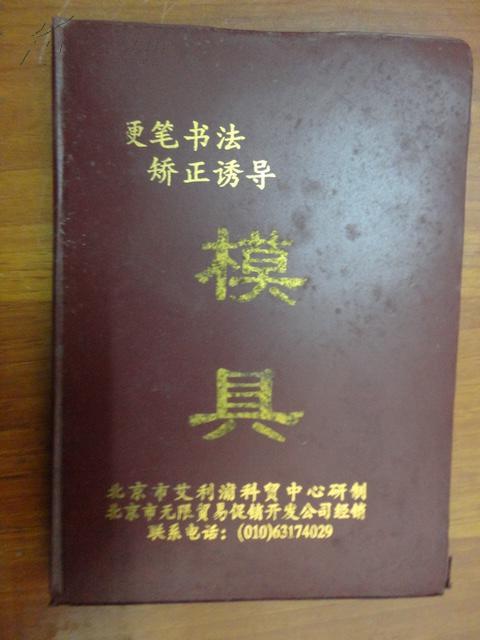 硬笔书法
矫正诱导
模
具
北京市艾利浦科贸中心研制
北京市无限贸易促销开发公司经销
联系电话：(010)63174029